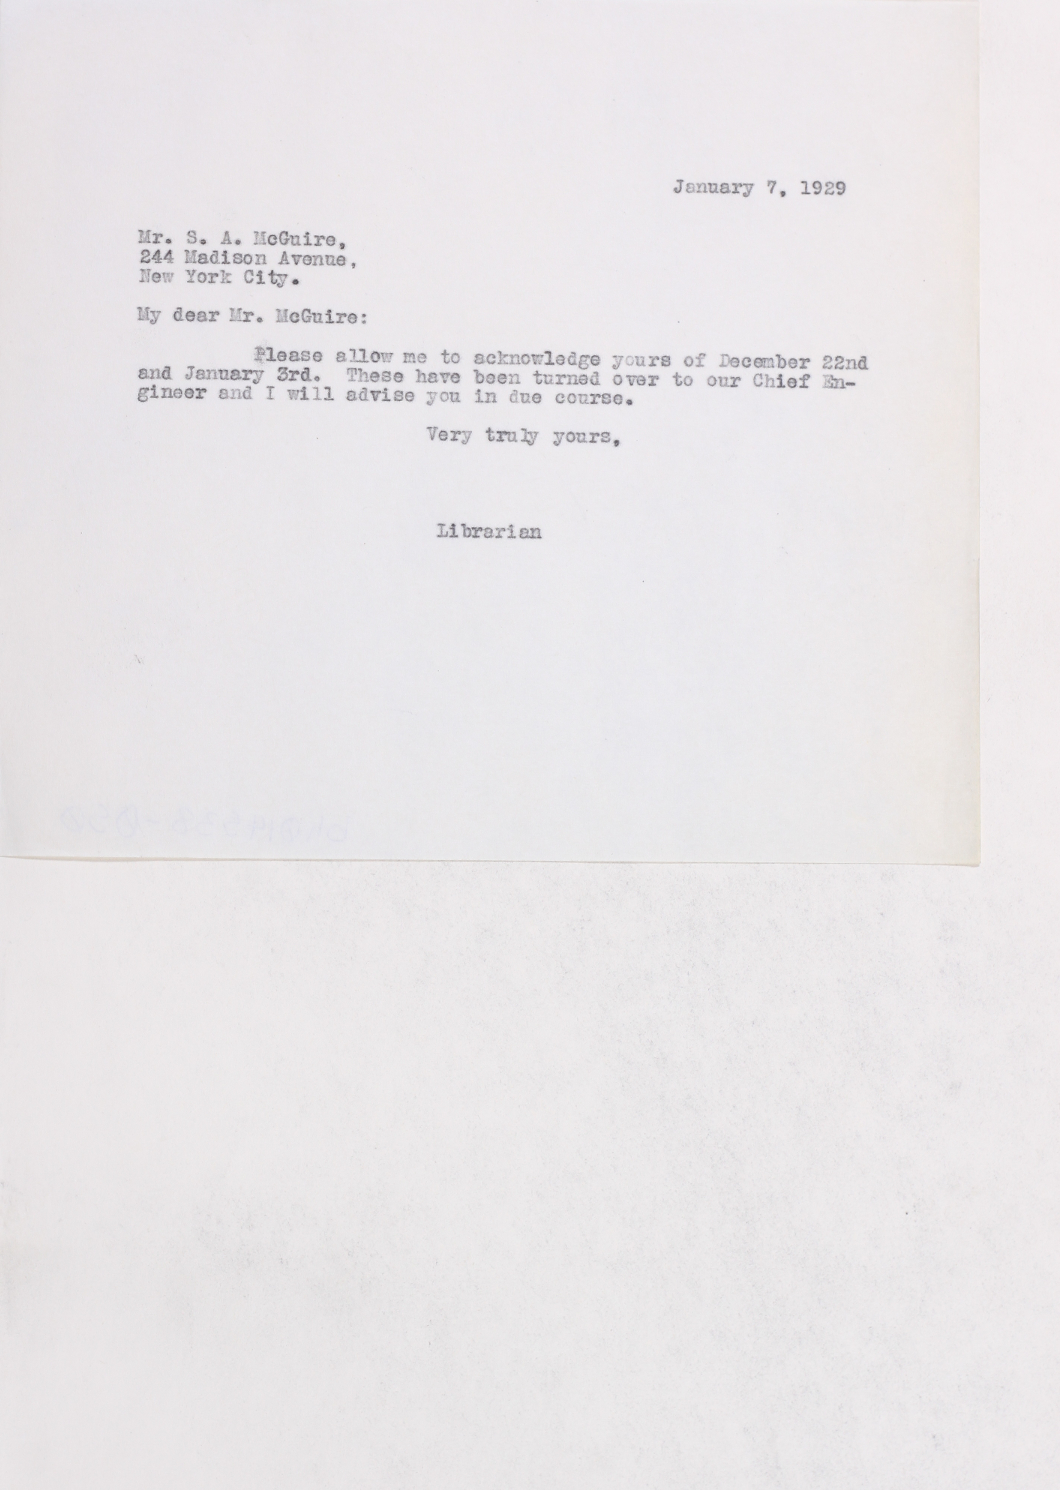 January 7, 1929
Mr. S. A. McGuire,
244 Madison Avenue,
New York City.
My dear Mr. McGuire:
Please allow me to acknowledge yours of December 22nd
and January 3rd. These have been turned over to our Chief En-
gineer and I will advise you in due course.
Very truly yours,
Librarian